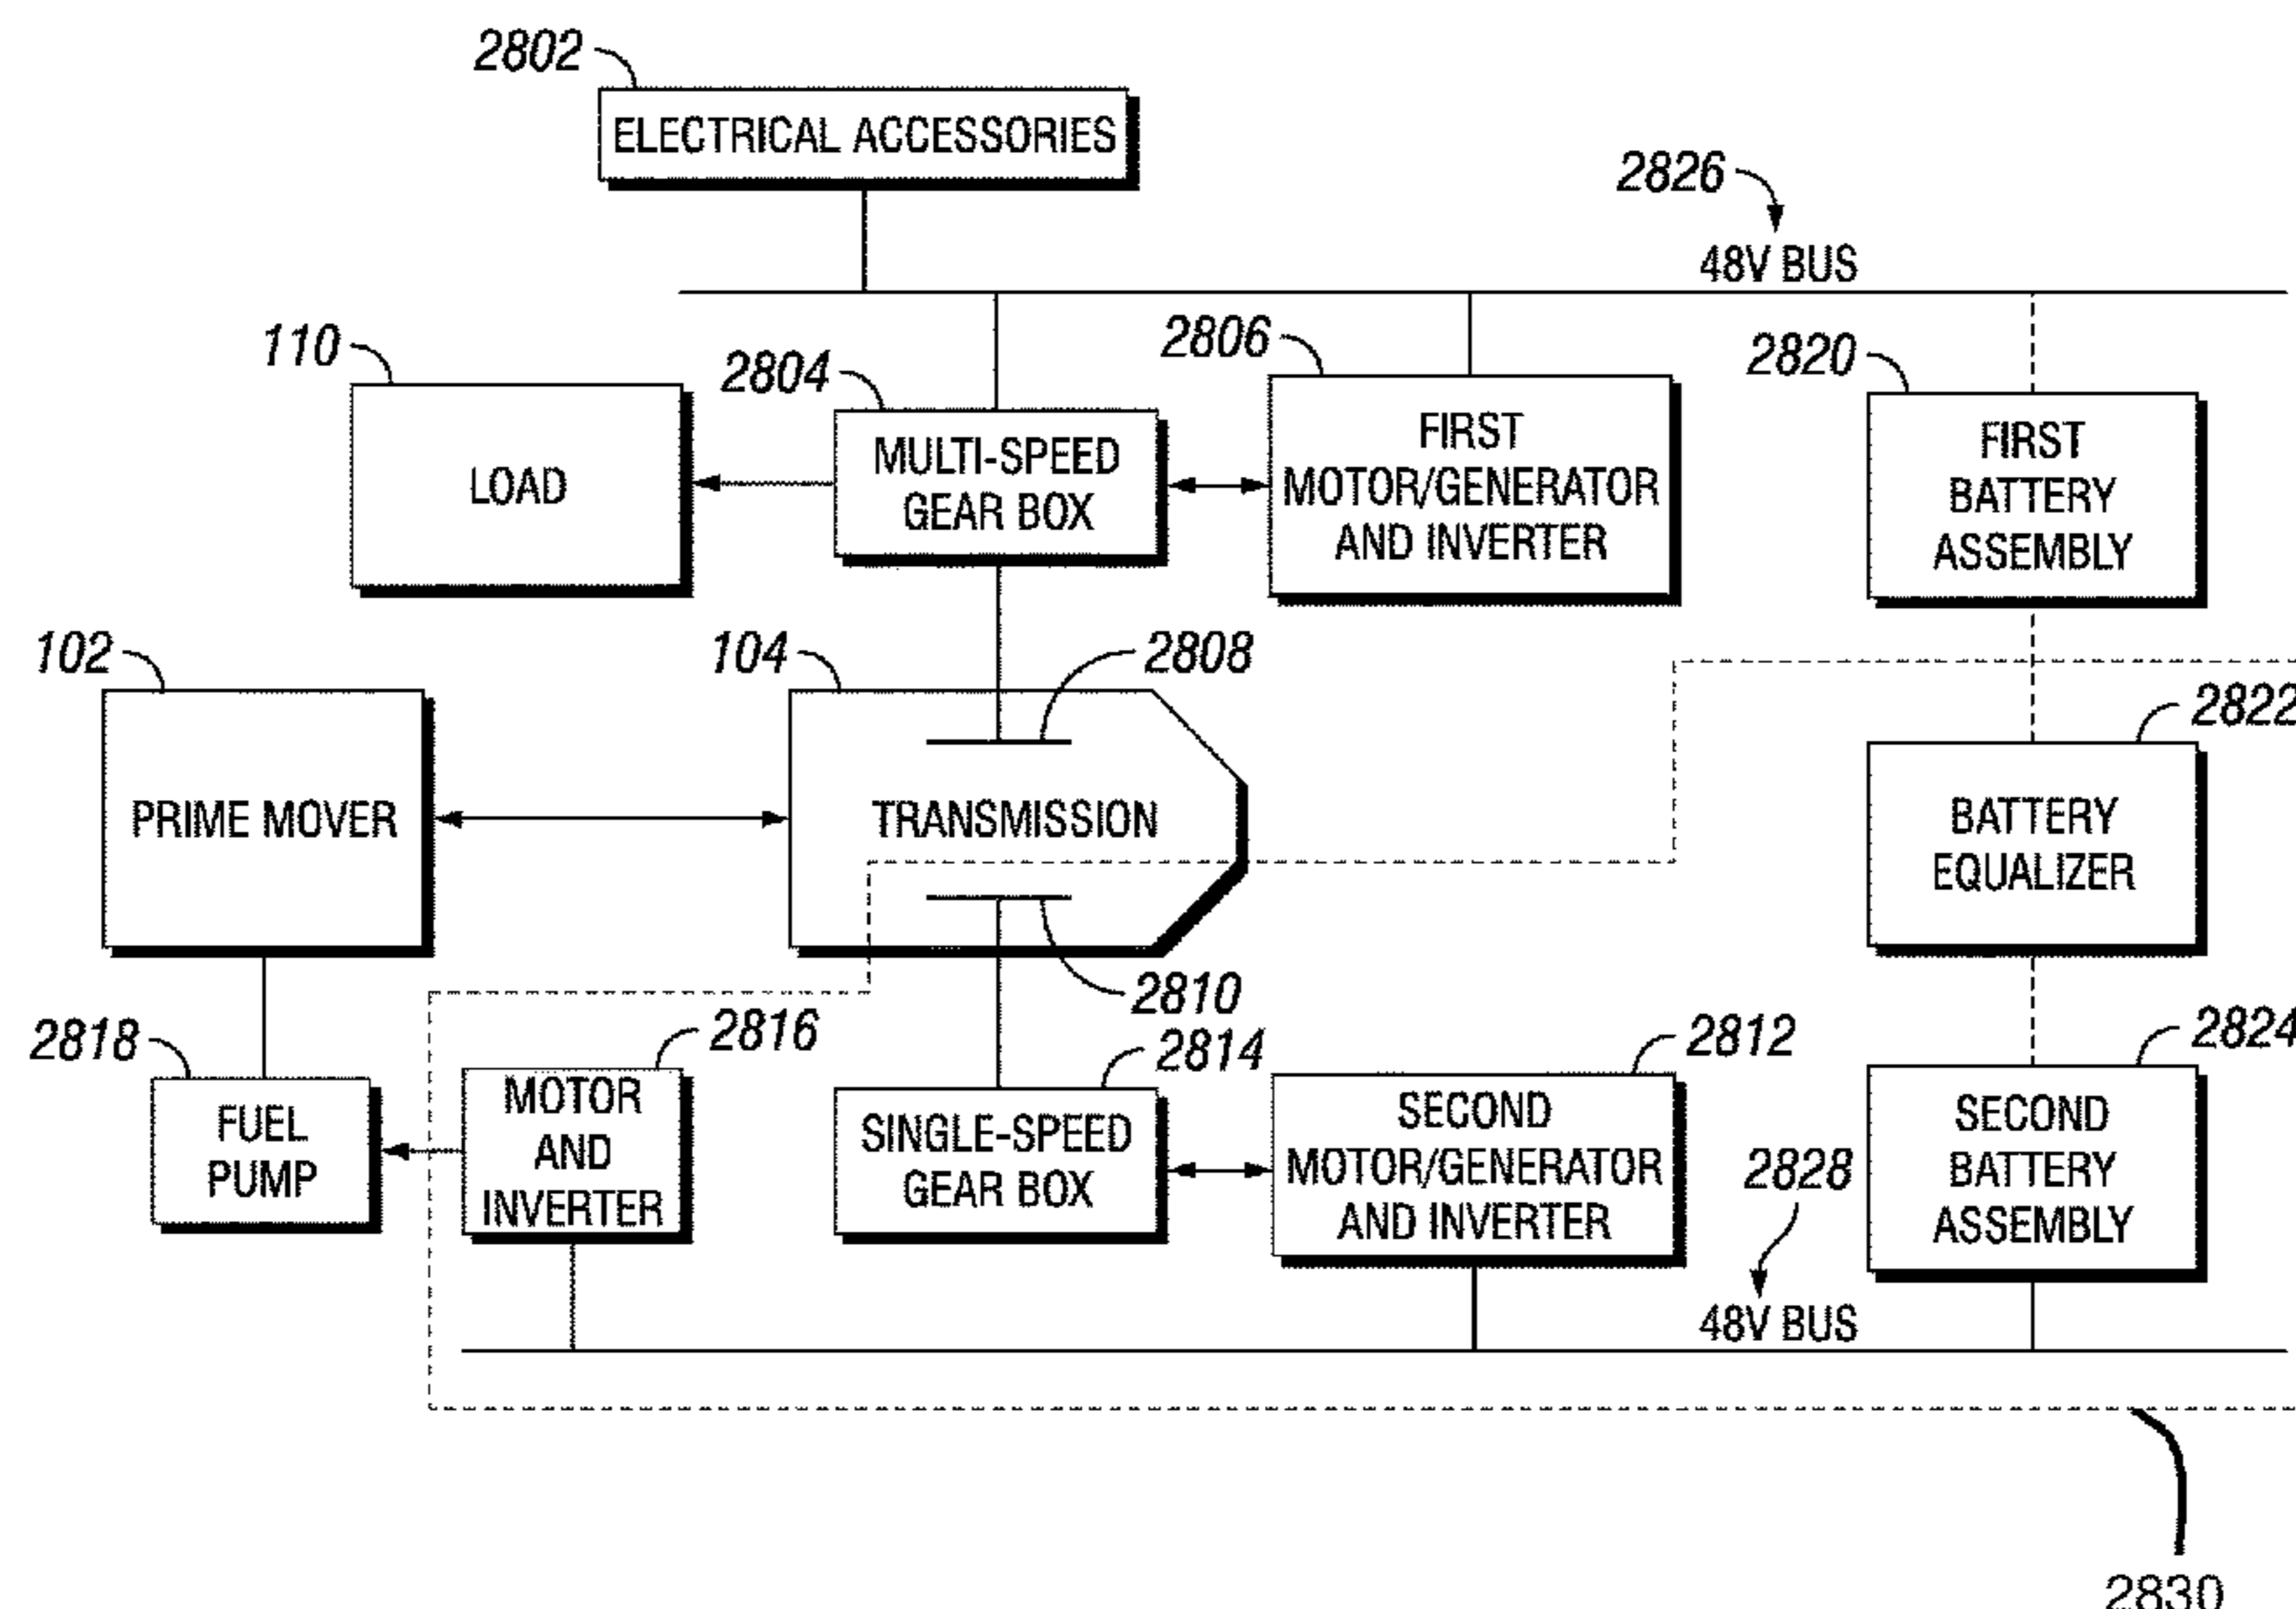 2802
ELECTRICAL ACCESSORIES
2826
48V BUS
110
2804
2806
2820
LOAD
MULTI-SPEED
GEAR BOX
FIRST
MOTOR/GENERATOR
AND INVERTER
FIRST
BATTERY
ASSEMBLY
102
104
2808
2822
PRIME MOVER
TRANSMISSION
BATTERY
EQUALIZER
2810
2818
2816
2814
2812
2824
FUEL
PUMP
MOTOR
AND
INVERTER
SINGLE-SPEED
GEAR BOX
SECOND
MOTOR/GENERATOR
AND INVERTER
2828
SECOND
BATTERY
ASSEMBLY
48V BUS
2830